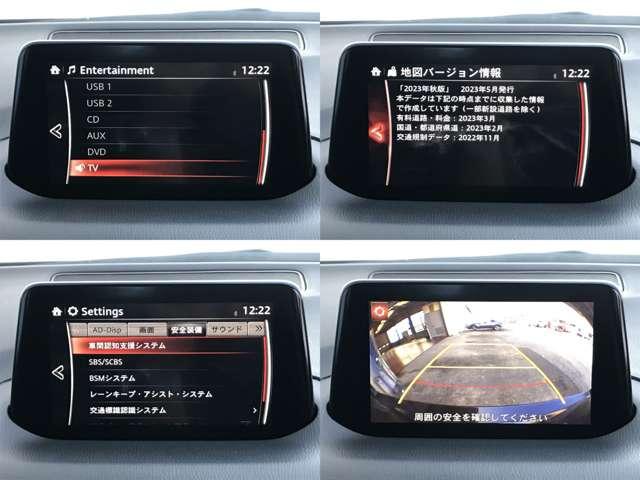 Entertainment 12:22
USB 1
USB 2
CD
AUX
DVD
TV
地図バージョン情報 12:22
「2023年秋版」 2023年5月発行
本データは下記の時点までに収集した情報
で作成しています（一部新設道路を除く）
有料道路・料金：2023年3月
国道・都道府県道：2023年2月
交通規制データ：2022年11月
Settings 12:22
AD-Disp 画面 安全装備 サウンド
車間認知支援システム
SBS/SCBS
BSMシステム
レーンキープ・アシスト・システム
交通標識認識システム
周囲の安全を確認してください